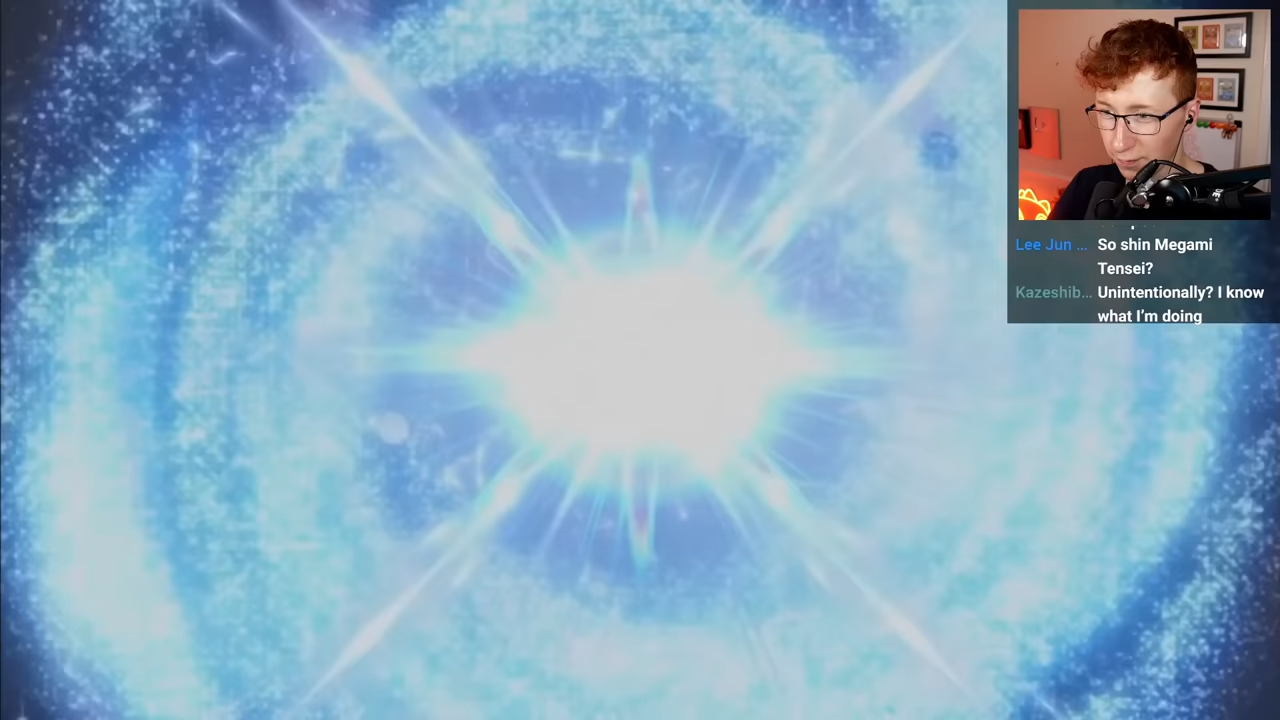 Lee Jun ... So shin Megami
Tensei?
Kazeshib... Unintentionally? I know
what I'm doing